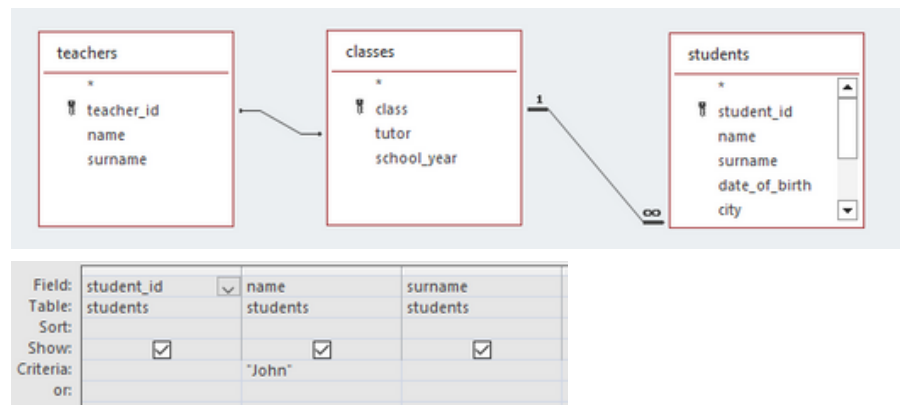 teachers
*
teacher_id
name
surname
classes
*
class
tutor
school_year
1
∞
students
*
student_id
name
surname
date_of_birth
city
Field: student_id name surname
Table: students students students
Sort:
Show:
Criteria: "John"
or: